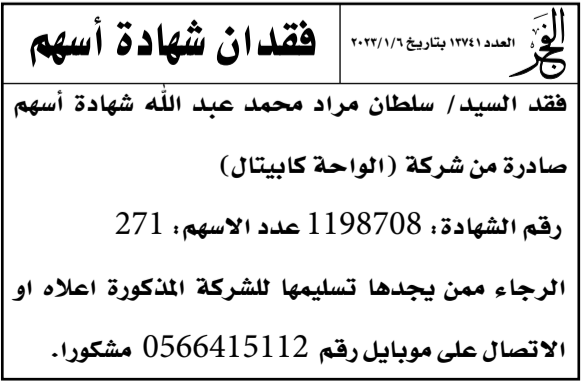 الفجر
العدد ١٣٧٤١ بتاريخ ٢٠٢٣/١/٦
فقدان شهادة أسهم
فقد السيد/ سلطان مراد محمد عبد الله شهادة أسهم
صادرة من شركة (الواحة كابيتال)
رقم الشهادة: 1198708 عدد الاسهم: 271
الرجاء ممن يجدها تسليمها للشركة المذكورة اعلاه او
الاتصال على موبايل رقم 0566415112 مشكورا.